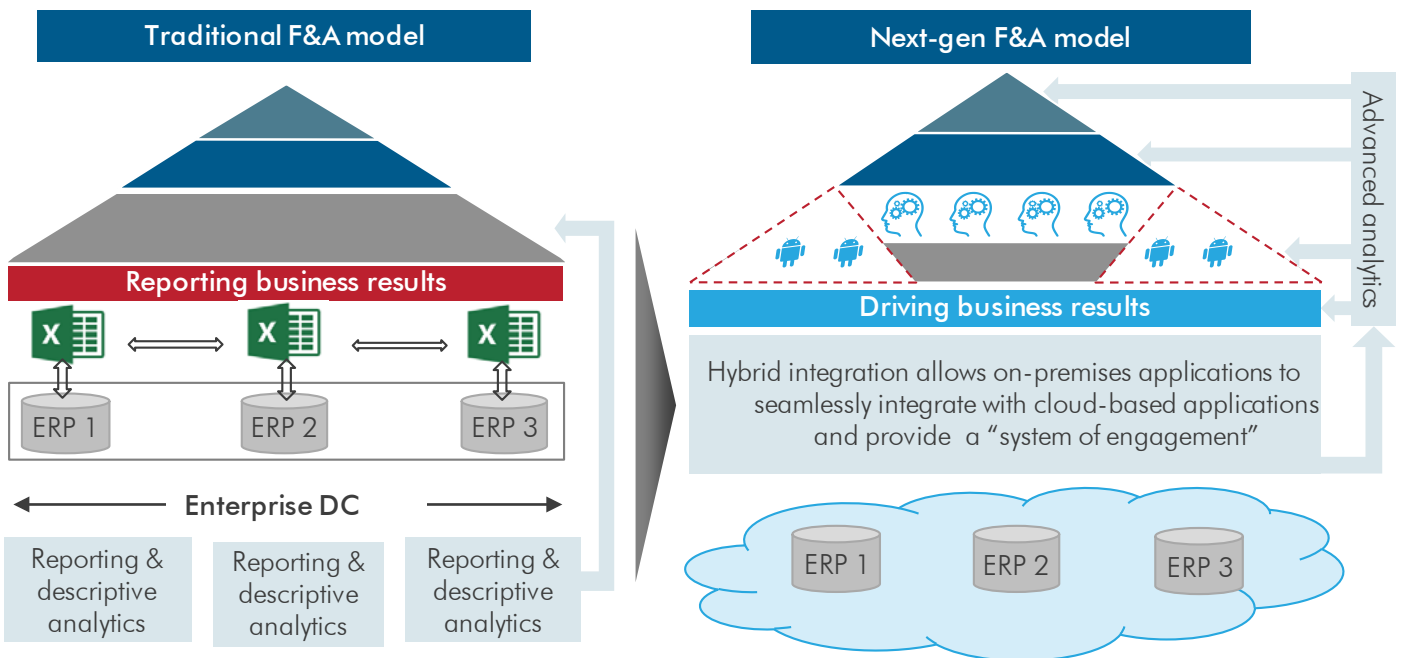 Traditional F&A model
Reporting business results
X
X
X
ERP 1
ERP 2
ERP 3
Enterprise DC
Reporting &
descriptive
analytics
Reporting &
descriptive
analytics
Reporting &
descriptive
analytics
Next-gen F&A model
Advanced analytics
Driving business results
Hybrid integration allows on-premises applications to
seamlessly integrate with cloud-based applications
and provide a “system of engagement”
ERP 1
ERP 2
ERP 3